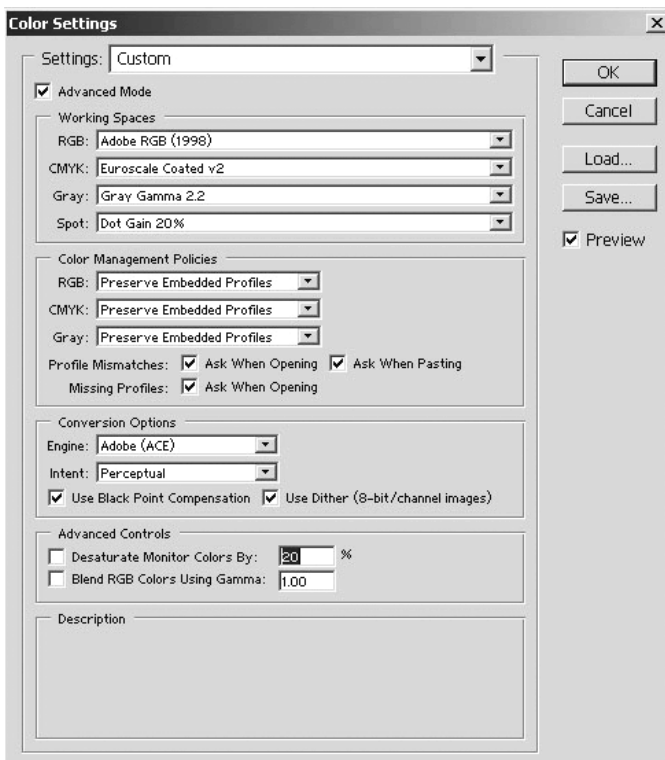 Color Settings
Settings: Custom
OK
Cancel
Load...
Save...
Preview
Advanced Mode
Working Spaces
RGB: Adobe RGB (1998)
CMYK: Euroscale Coated v2
Gray: Gray Gamma 2.2
Spot: Dot Gain 20%
Color Management Policies
RGB: Preserve Embedded Profiles
CMYK: Preserve Embedded Profiles
Gray: Preserve Embedded Profiles
Profile Mismatches: Ask When Opening Ask When Pasting
Missing Profiles: Ask When Opening
Conversion Options
Engine: Adobe (ACE)
Intent: Perceptual
Use Black Point Compensation Use Dither (8-bit/channel images)
Advanced Controls
Desaturate Monitor Colors By: 20 %
Blend RGB Colors Using Gamma: 1.00
Description